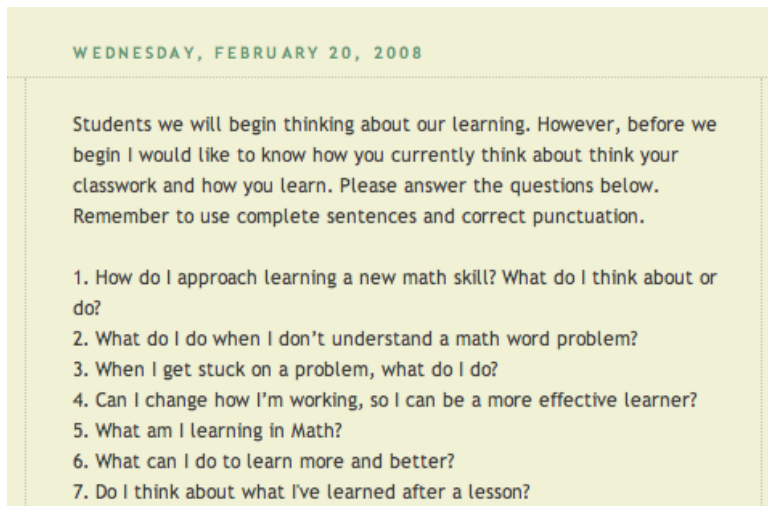 WEDNESDAY, FEBRUARY 20, 2008
Students we will begin thinking about our learning. However, before we
begin I would like to know how you currently think about think your
classwork and how you learn. Please answer the questions below.
Remember to use complete sentences and correct punctuation.
1. How do I approach learning a new math skill? What do I think about or
do?
2. What do I do when I don’t understand a math word problem?
3. When I get stuck on a problem, what do I do?
4. Can I change how I’m working, so I can be a more effective learner?
5. What am I learning in Math?
6. What can I do to learn more and better?
7. Do I think about what I've learned after a lesson?